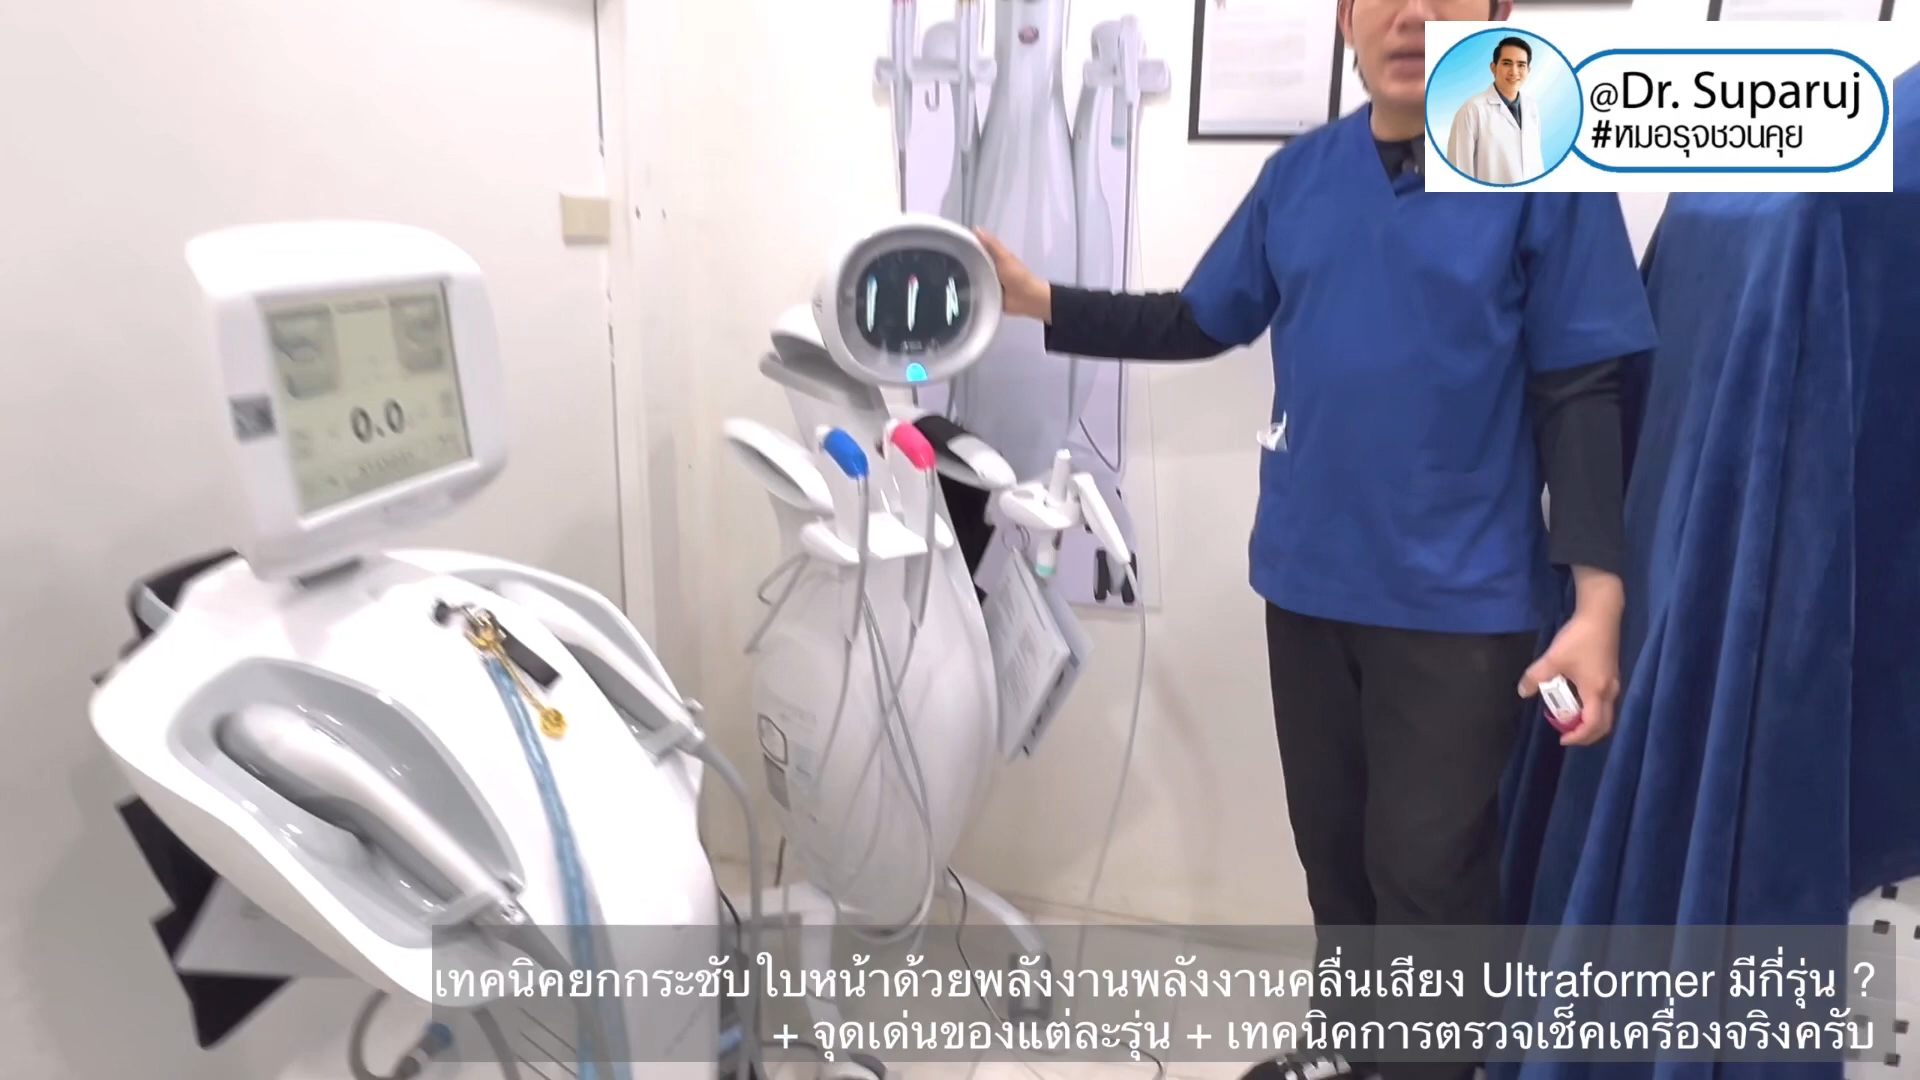 @Dr. Suparuj
#หมอรุจชวนคุย
0.0
เทคนิคยกกระชับ ใบหน้าด้วยพลังงานพลังงานคลื่นเสียง Ultraformer มีกี่รุ่น ?
+ จุดเด่นของแต่ละรุ่น + เทคนิคการตรวจเช็คเครื่องจริงครับ